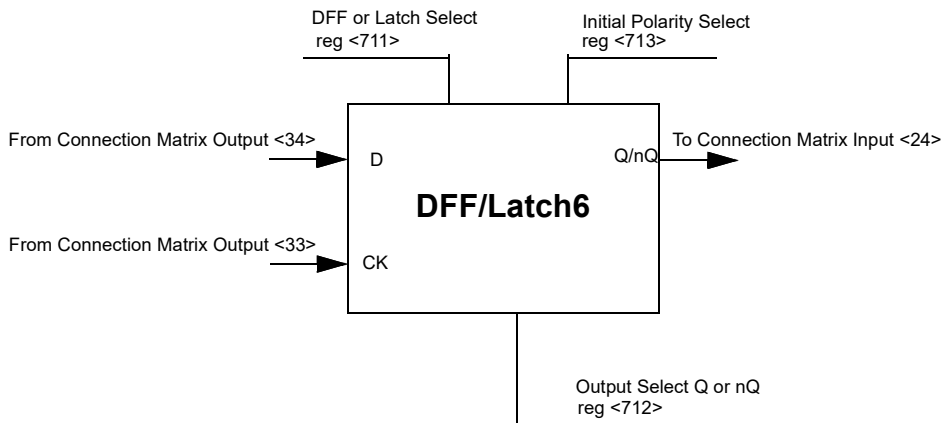 DFF or Latch Select
reg <711>
Initial Polarity Select
reg <713>
From Connection Matrix Output <34>
D
Q/nQ
To Connection Matrix Input <24>
DFF/Latch6
From Connection Matrix Output <33>
CK
Output Select Q or nQ
reg <712>